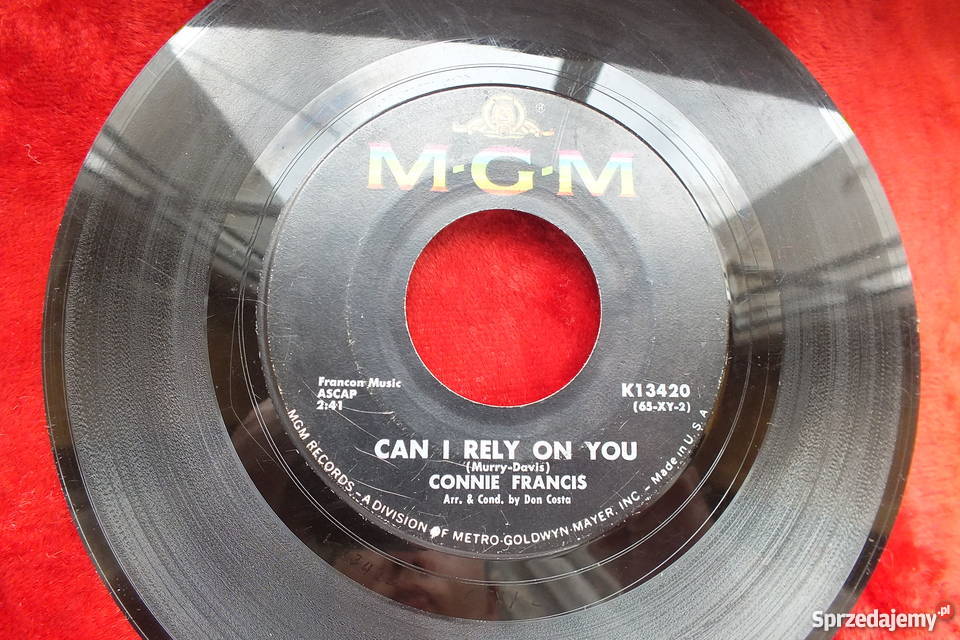 ®
M·G·M
Francon Music
ASCAP
2:41
K13420
(65-XY-2)
CAN I RELY ON YOU
(Murry-Davis)
CONNIE FRANCIS
Arr. & Cond. by Don Costa
MGM RECORDS-A DIVISION OF METRO-GOLDWYN-MAYER, INC.- Made in U.S.A
Sprzedajemy.pl